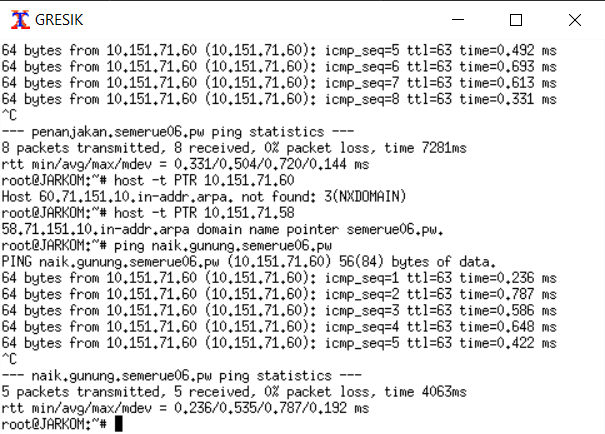 GRESIK
64 bytes from 10.151.71.60 (10.151.71.60): icmp_seq=5 ttl=63 time=0.492 ms
64 bytes from 10.151.71.60 (10.151.71.60): icmp_seq=6 ttl=63 time=0.693 ms
64 bytes from 10.151.71.60 (10.151.71.60): icmp_seq=7 ttl=63 time=0.613 ms
64 bytes from 10.151.71.60 (10.151.71.60): icmp_seq=8 ttl=63 time=0.331 ms
^C
--- penanjakan.semerue06.pw ping statistics ---
8 packets transmitted, 8 received, 0% packet loss, time 7281ms
rtt min/avg/max/mdev = 0.331/0.504/0.720/0.144 ms
root@JARKOM:~# host -t PTR 10.151.71.60
Host 60.71.151.10.in-addr.arpa. not found: 3(NXDOMAIN)
root@JARKOM:~# host -t PTR 10.151.71.58
58.71.151.10.in-addr.arpa domain name pointer semerue06.pw.
root@JARKOM:~# ping naik.gunung.semerue06.pw
PING naik.gunung.semerue06.pw (10.151.71.60) 56(84) bytes of data.
64 bytes from 10.151.71.60 (10.151.71.60): icmp_seq=1 ttl=63 time=0.236 ms
64 bytes from 10.151.71.60 (10.151.71.60): icmp_seq=2 ttl=63 time=0.787 ms
64 bytes from 10.151.71.60 (10.151.71.60): icmp_seq=3 ttl=63 time=0.586 ms
64 bytes from 10.151.71.60 (10.151.71.60): icmp_seq=4 ttl=63 time=0.648 ms
64 bytes from 10.151.71.60 (10.151.71.60): icmp_seq=5 ttl=63 time=0.422 ms
^C
--- naik.gunung.semerue06.pw ping statistics ---
5 packets transmitted, 5 received, 0% packet loss, time 4063ms
rtt min/avg/max/mdev = 0.236/0.535/0.787/0.192 ms
root@JARKOM:~#